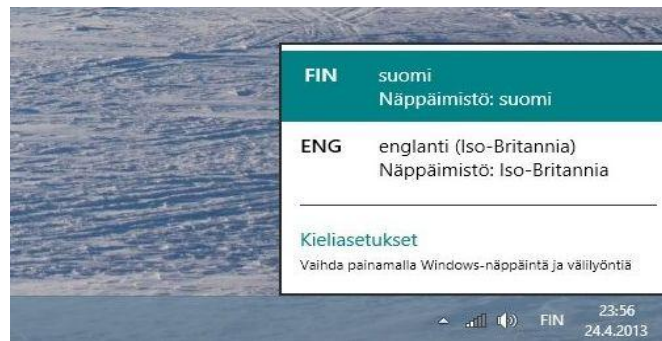 FIN suomi
Näppäimistö: suomi
ENG englanti (Iso-Britannia)
Näppäimistö: Iso-Britannia
Kieliasetukset
Vaihda painamalla Windows-näppäintä ja välilyöntiä
FIN 23:56
24.4.2013